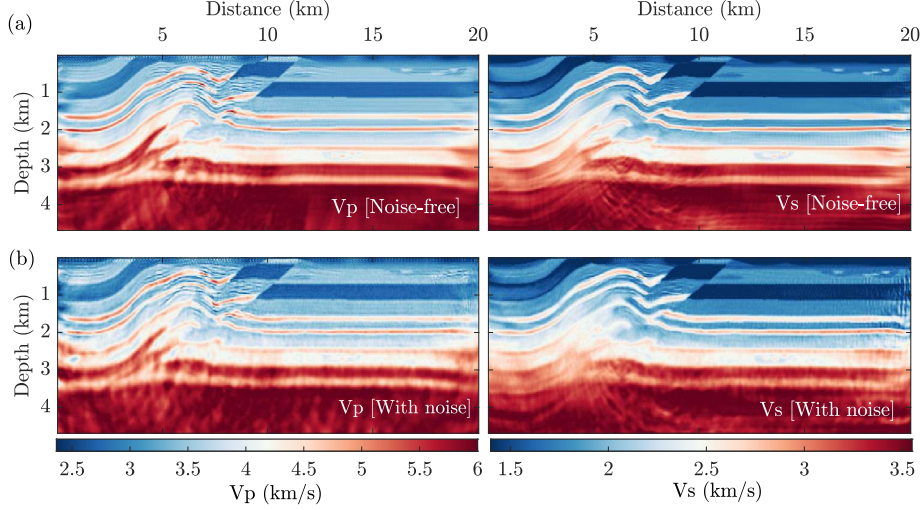 (a)
Distance (km)
Distance (km)
5 10 15 20
5 10 15 20
Depth (km)
1
2
3
4
Vp [Noise-free]
Vs [Noise-free]
(b)
Depth (km)
1
2
3
4
Vp [With noise]
Vs [With noise]
2.5 3 3.5 4 4.5 5 5.5 6
Vp (km/s)
1.5 2 2.5 3 3.5
Vs (km/s)